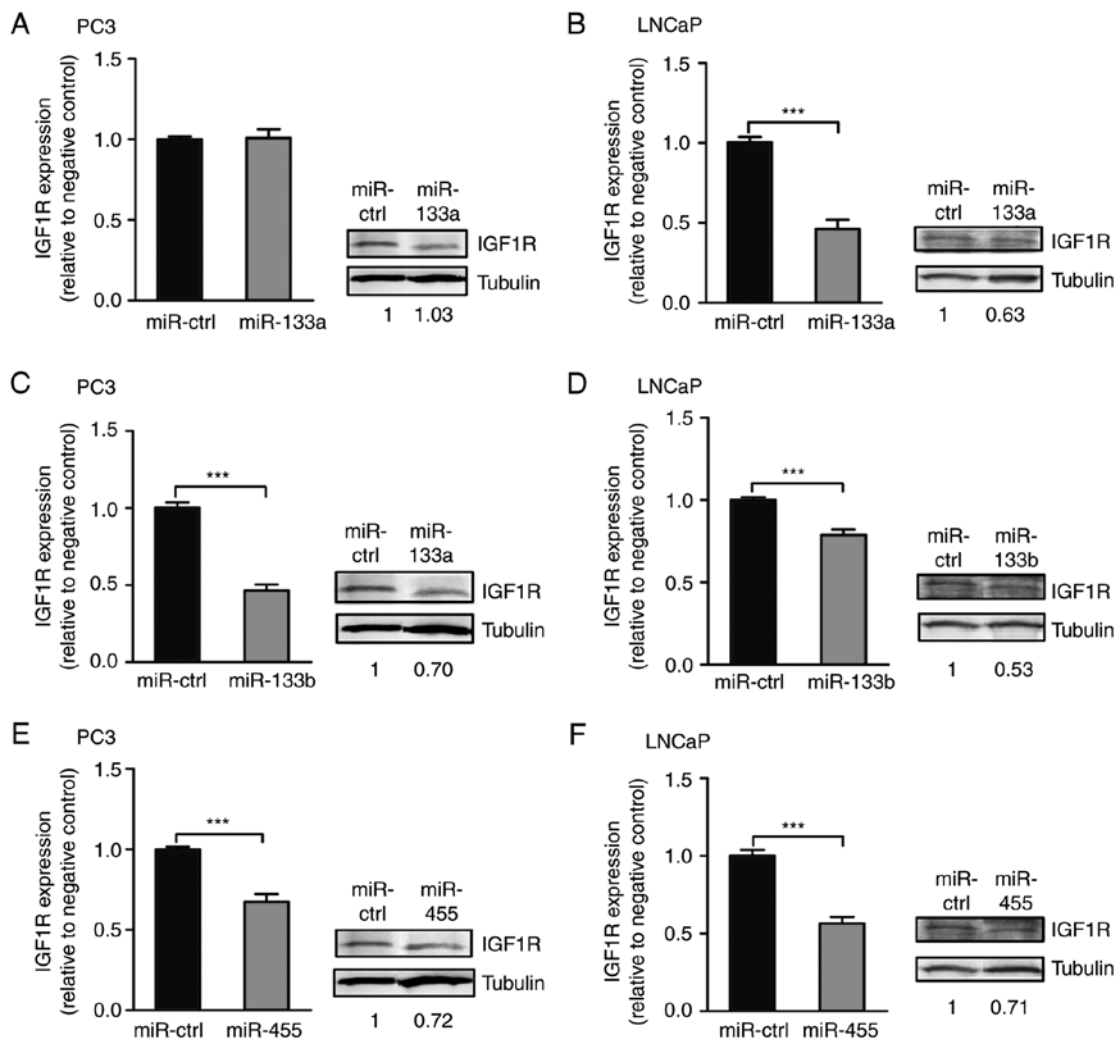 A PC3
IGF1R expression
(relative to negative control)
1.5
1.0
0.5
0.0
miR-ctrl miR-133a
miR- miR-
ctrl 133a
IGF1R
Tubulin
1 1.03
B LNCaP
IGF1R expression
(relative to negative control)
1.5
1.0
0.5
0.0
***
miR-ctrl miR-133a
miR- miR-
ctrl 133a
IGF1R
Tubulin
1 0.63
C PC3
IGF1R expression
(relative to negative control)
1.5
1.0
0.5
0.0
***
miR-ctrl miR-133b
miR- miR-
ctrl 133a
IGF1R
Tubulin
1 0.70
D LNCaP
IGF1R expression
(relative to negative control)
1.5
1.0
0.5
0.0
***
miR-ctrl miR-133b
miR- miR-
ctrl 133b
IGF1R
Tubulin
1 0.53
E PC3
IGF1R expression
(relative to negative control)
1.5
1.0
0.5
0.0
***
miR-ctrl miR-455
miR- miR-
ctrl 455
IGF1R
Tubulin
1 0.72
F LNCaP
IGF1R expression
(relative to negative control)
1.5
1.0
0.5
0.0
***
miR-ctrl miR-455
miR- miR-
ctrl 455
IGF1R
Tubulin
1 0.71